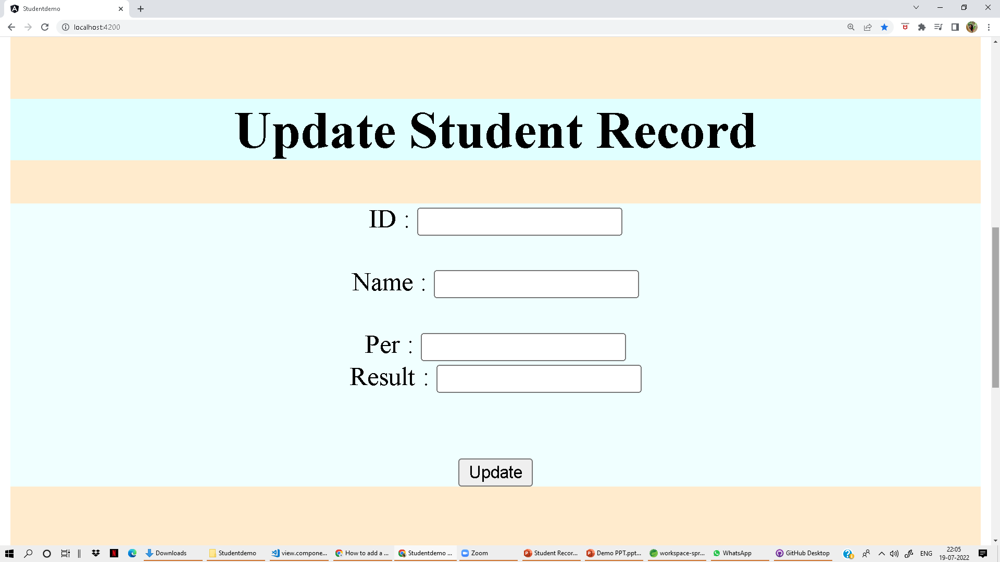 Studentdemo
localhost:4200
Update Student Record
ID :
Name :
Per :
Result :
Update
Downloads
Studentdemo
view.compone...
How to add a ...
Studentdemo ...
Zoom
Student Recor...
Demo PPT.ppt...
workspace-spr...
WhatsApp
GitHub Desktop
ENG
22:05
19-07-2022